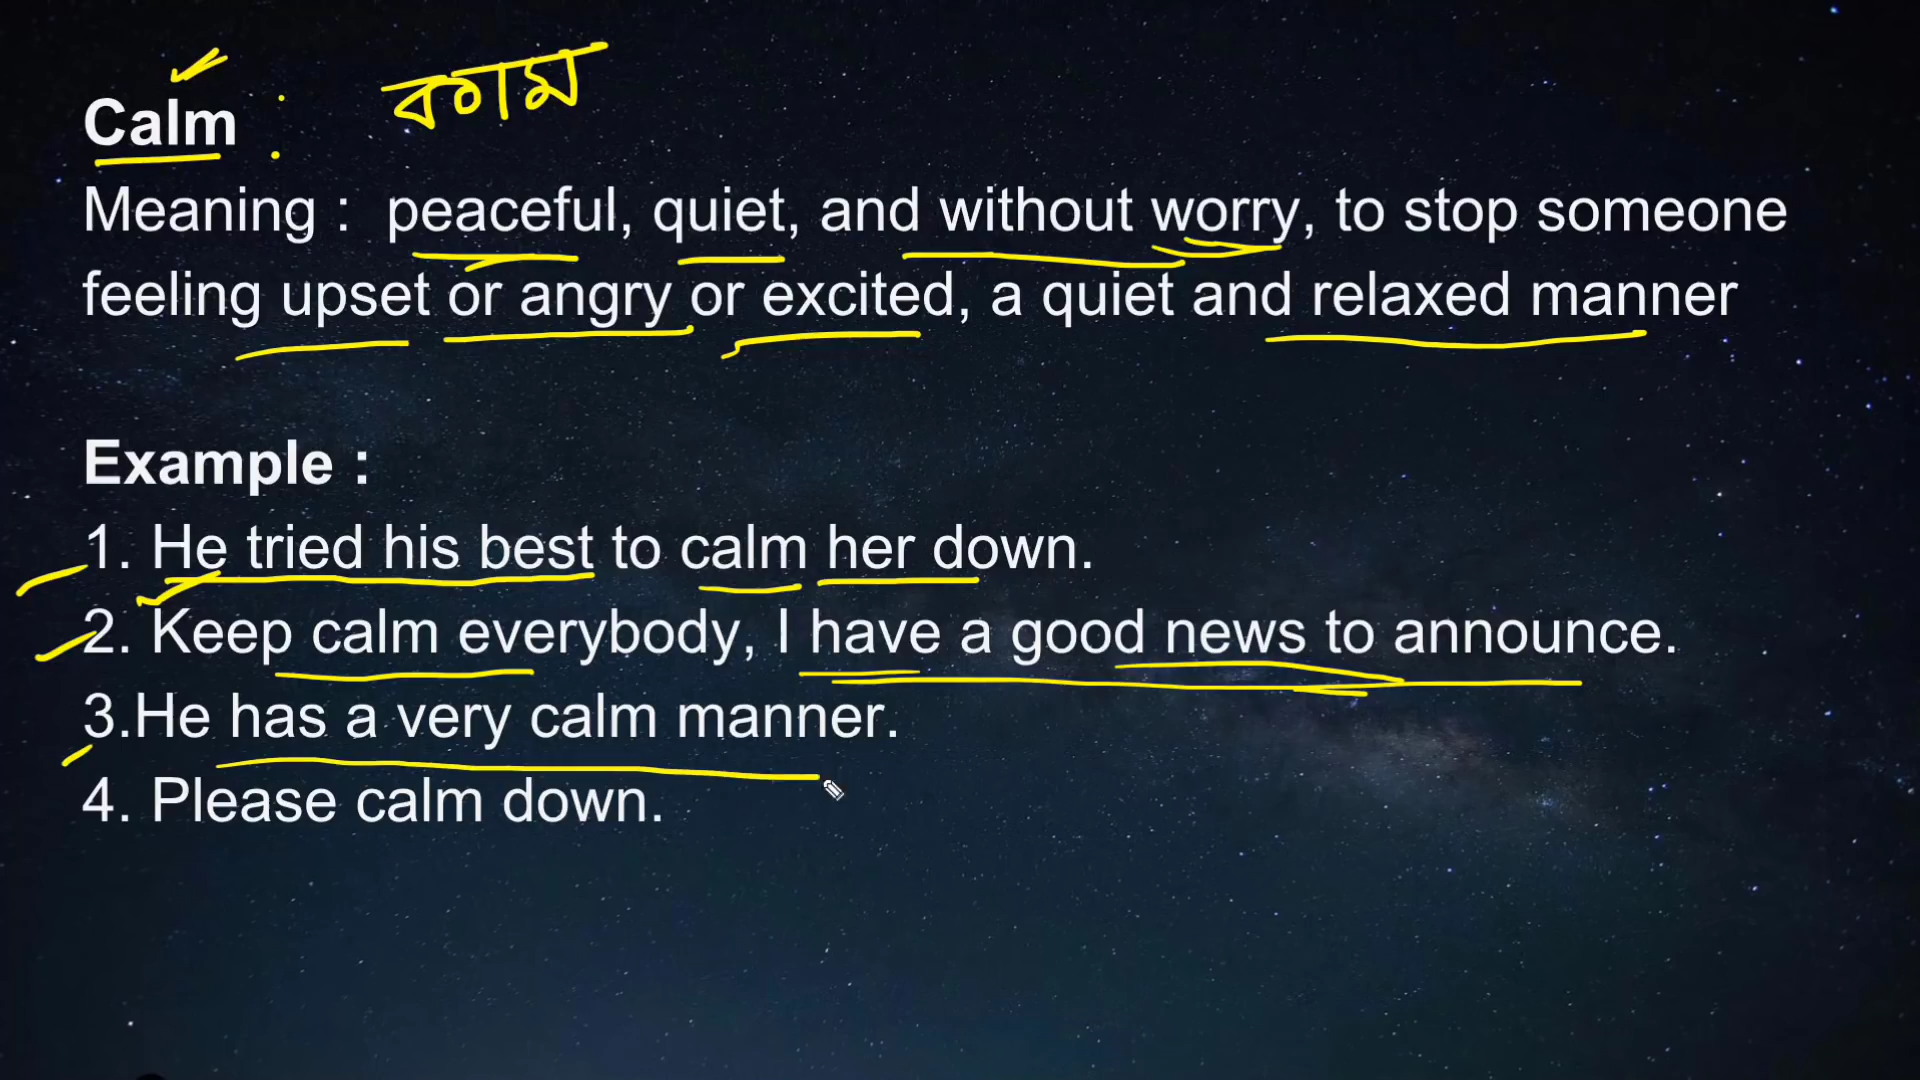 Calm : কাম
Meaning : peaceful, quiet, and without worry, to stop someone
feeling upset or angry or excited, a quiet and relaxed manner
Example :
1. He tried his best to calm her down.
2. Keep calm everybody, I have a good news to announce.
3.He has a very calm manner.
4. Please calm down.